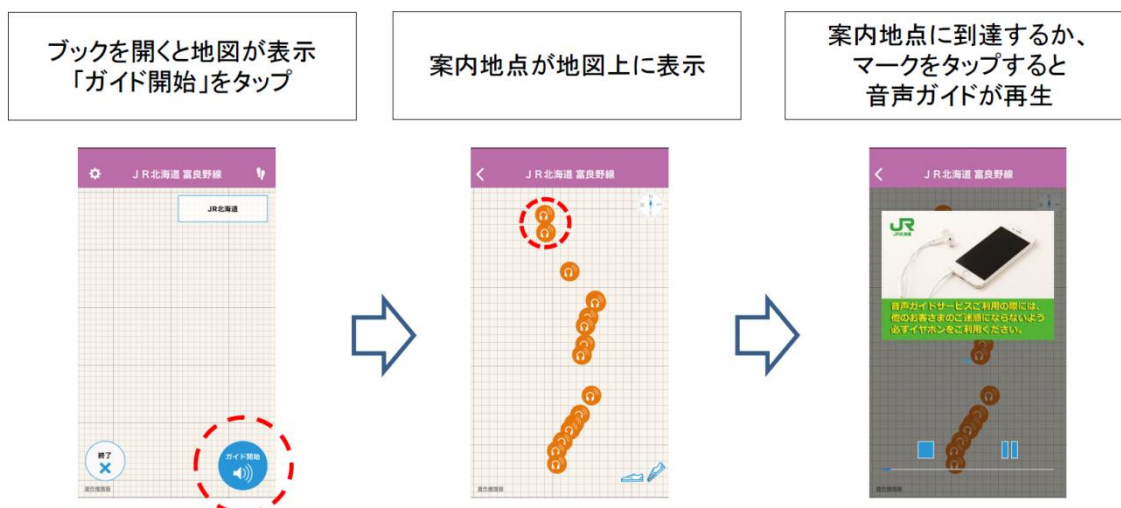 ブックを開くと地図が表示
「ガイド開始」をタップ
案内地点が地図上に表示
案内地点に到達するか、
マークをタップすると
音声ガイドが再生
JR北海道 富良野線
JR北海道
終了
ガイド開始
JR北海道 富良野線
JR北海道 富良野線
JR
JR北海道
音声ガイドサービスご利用の際には、
他のお客さまのご迷惑にならないよう
必ずイヤホンをご利用ください。